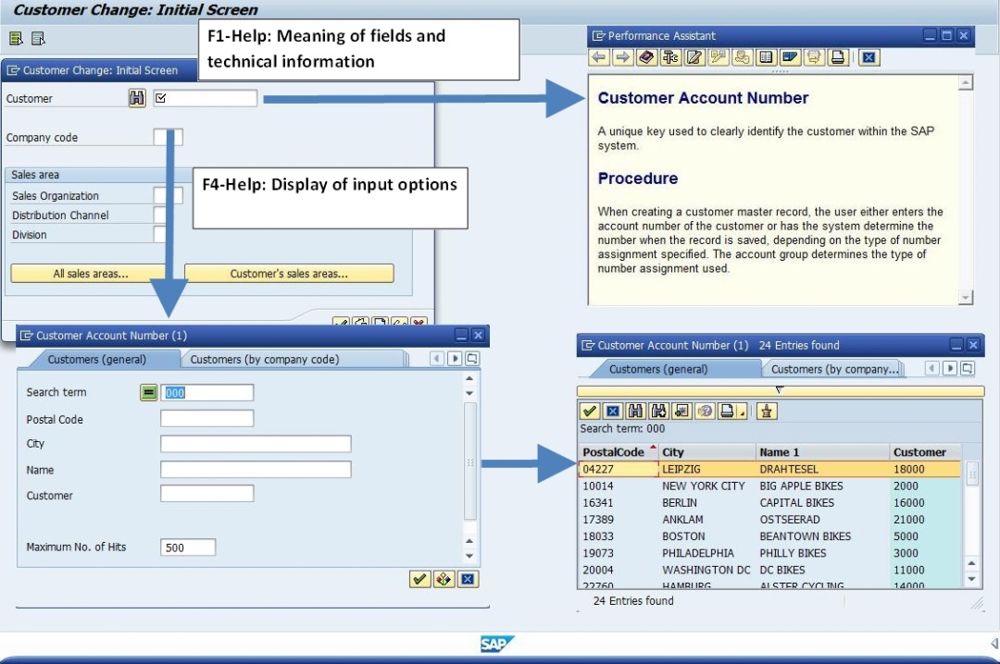 Customer Change: Initial Screen
F1-Help: Meaning of fields and
technical information
Customer Change: Initial Screen
Customer
Company code
Sales area
Sales Organization
Distribution Channel
Division
All sales areas...
Customer's sales areas...
F4-Help: Display of input options
Performance Assistant
Customer Account Number
A unique key used to clearly identify the customer within the SAP
system.
Procedure
When creating a customer master record, the user either enters the
account number of the customer or has the system determine the
number when the record is saved, depending on the type of number
assignment specified. The account group determines the type of
number assignment used.
Customer Account Number (1)
Customers (general) Customers (by company code)
Search term 000
Postal Code
City
Name
Customer
Maximum No. of Hits 500
Customer Account Number (1) 24 Entries found
Customers (general) Customers (by company...
Search term: 000
PostalCode City Name 1 Customer
04227 LEIPZIG DRAHTESEL 18000
10014 NEW YORK CITY BIG APPLE BIKES 2000
16341 BERLIN CAPITAL BIKES 16000
17389 ANKLAM OSTSEERAD 21000
18033 BOSTON BEANTOWN BIKES 5000
19073 PHILADELPHIA PHILLY BIKES 3000
20004 WASHINGTON DC DC BIKES 11000
22760 HAMBURG ALSTER CYCLING 14000
24 Entries found
SAP